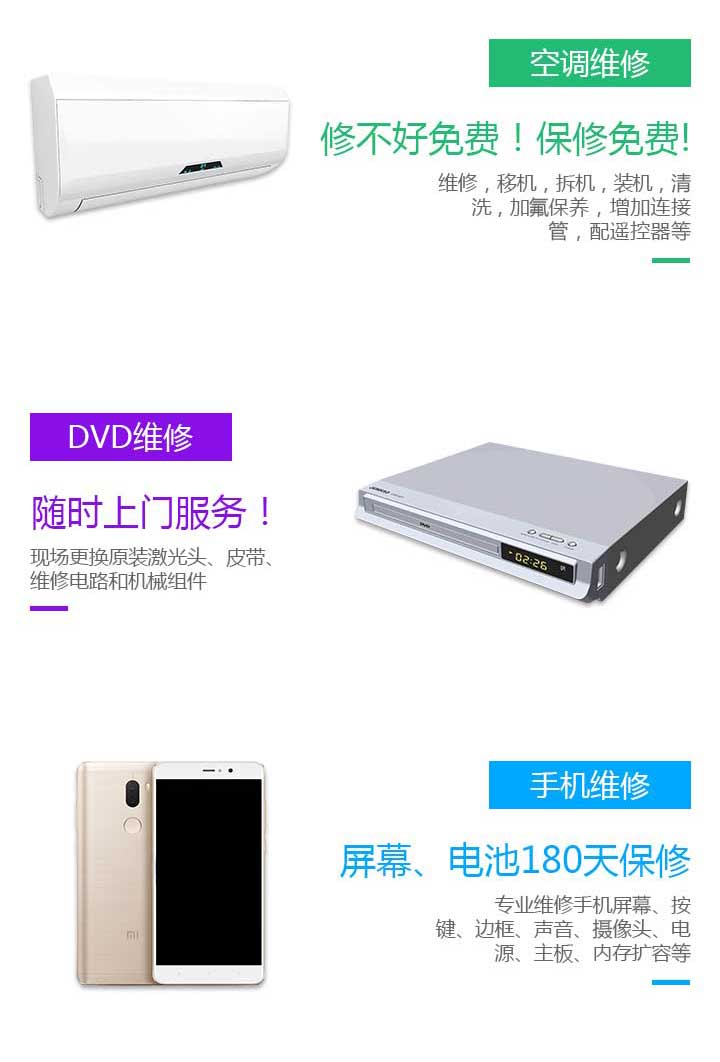 空调维修
修不好免费！保修免费!
维修，移机，拆机，装机，清
洗，加氟保养，增加连接
管，配遥控器等
DVD维修
随时上门服务！
现场更换原装激光头、皮带、
维修电路和机械组件
DVD
02:26
手机维修
屏幕、电池180天保修
专业维修手机屏幕、按
键、边框、声音、摄像头、电
源、主板、内存扩容等
mi